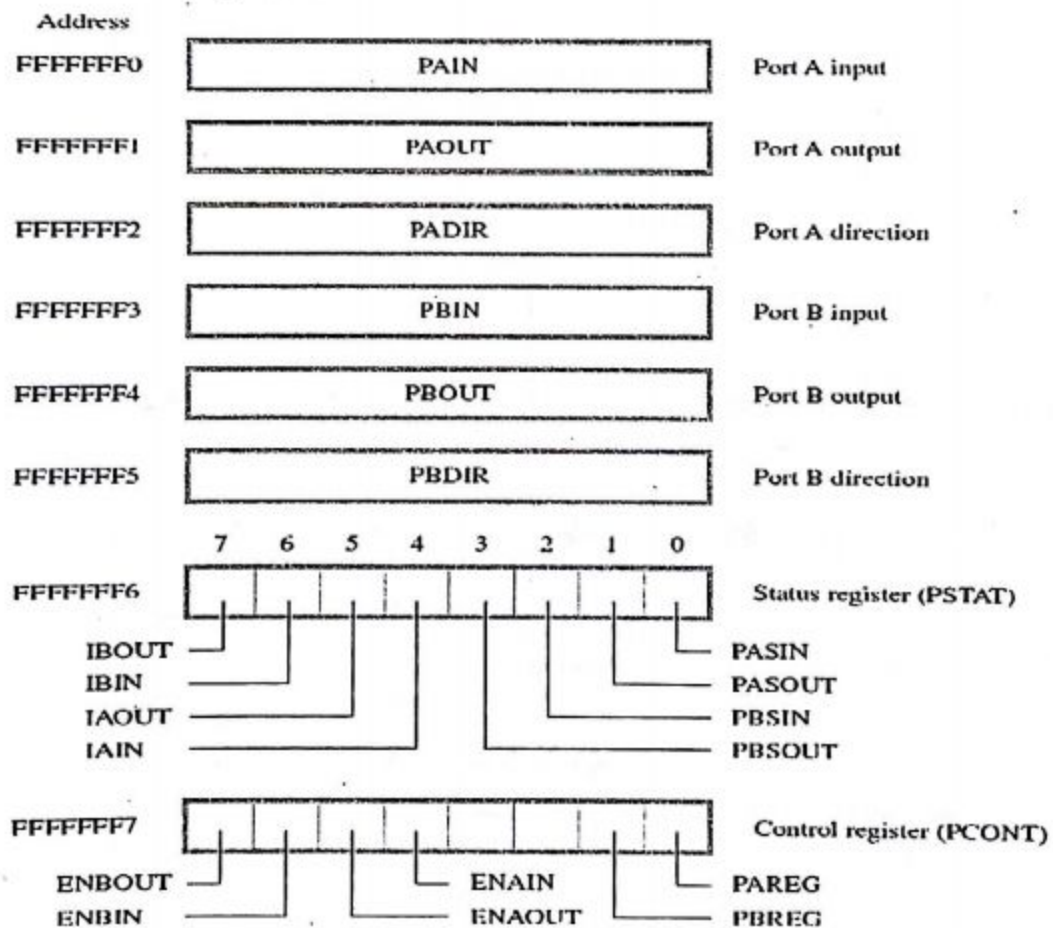 Address
FFFFFFF0 PAIN Port A input
FFFFFFF1 PAOUT Port A output
FFFFFFF2 PADIR Port A direction
FFFFFFF3 PBIN Port B input
FFFFFFF4 PBOUT Port B output
FFFFFFF5 PBDIR Port B direction
7 6 5 4 3 2 1 0
FFFFFFF6 Status register (PSTAT)
IBOUT PASIN
IBIN PASOUT
IAOUT PBSIN
IAIN PBSOUT
FFFFFFF7 Control register (PCONT)
ENBOUT ENAIN PAREG
ENBIN ENAOUT PBREG